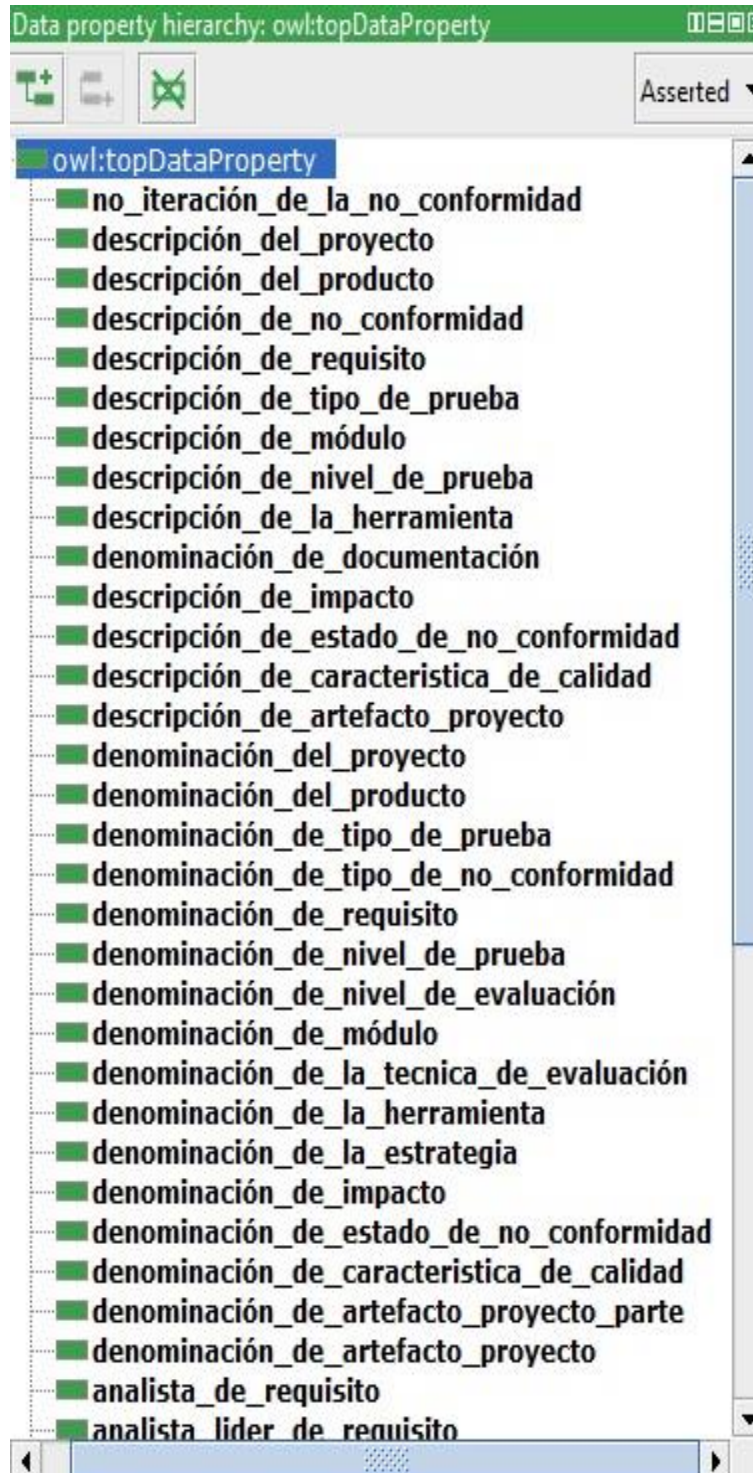 Data property hierarchy: owl:topDataProperty
Asserted
owl:topDataProperty
no_iteración_de_la_no_conformidad
descripción_del_proyecto
descripción_del_producto
descripción_de_no_conformidad
descripción_de_requisito
descripción_de_tipo_de_prueba
descripción_de_módulo
descripción_de_nivel_de_prueba
descripción_de_la_herramienta
denominación_de_documentación
descripción_de_impacto
descripción_de_estado_de_no_conformidad
descripción_de_caracteristica_de_calidad
descripción_de_artefacto_proyecto
denominación_del_proyecto
denominación_del_producto
denominación_de_tipo_de_prueba
denominación_de_tipo_de_no_conformidad
denominación_de_requisito
denominación_de_nivel_de_prueba
denominación_de_nivel_de_evaluación
denominación_de_módulo
denominación_de_la_tecnica_de_evaluación
denominación_de_la_herramienta
denominación_de_la_estrategia
denominación_de_impacto
denominación_de_estado_de_no_conformidad
denominación_de_caracteristica_de_calidad
denominación_de_artefacto_proyecto_parte
denominación_de_artefacto_proyecto
analista_de_requisito
analista_lider_de_requisito